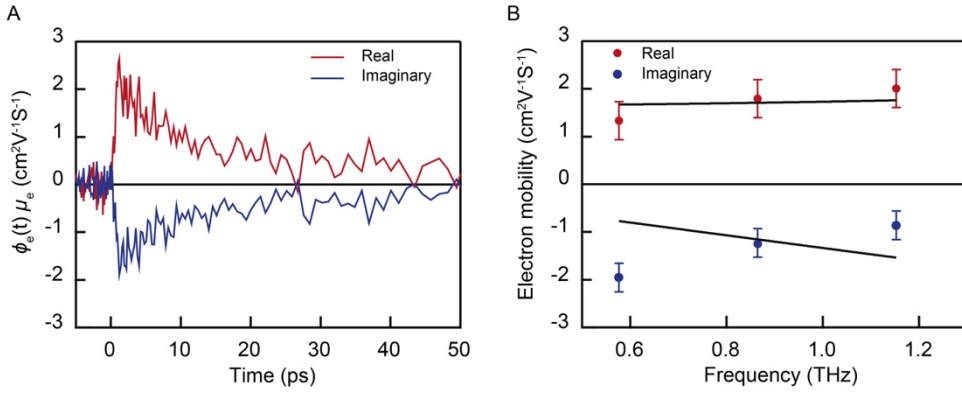 A
B
3
2
1
0
-1
-2
-3
ϕe(t) μe (cm²V⁻¹S⁻¹)
Real
Imaginary
0
10
20
30
40
50
Time (ps)
3
2
1
0
-1
-2
-3
Electron mobility (cm²V⁻¹S⁻¹)
Real
Imaginary
0.6
0.8
1.0
1.2
Frequency (THz)